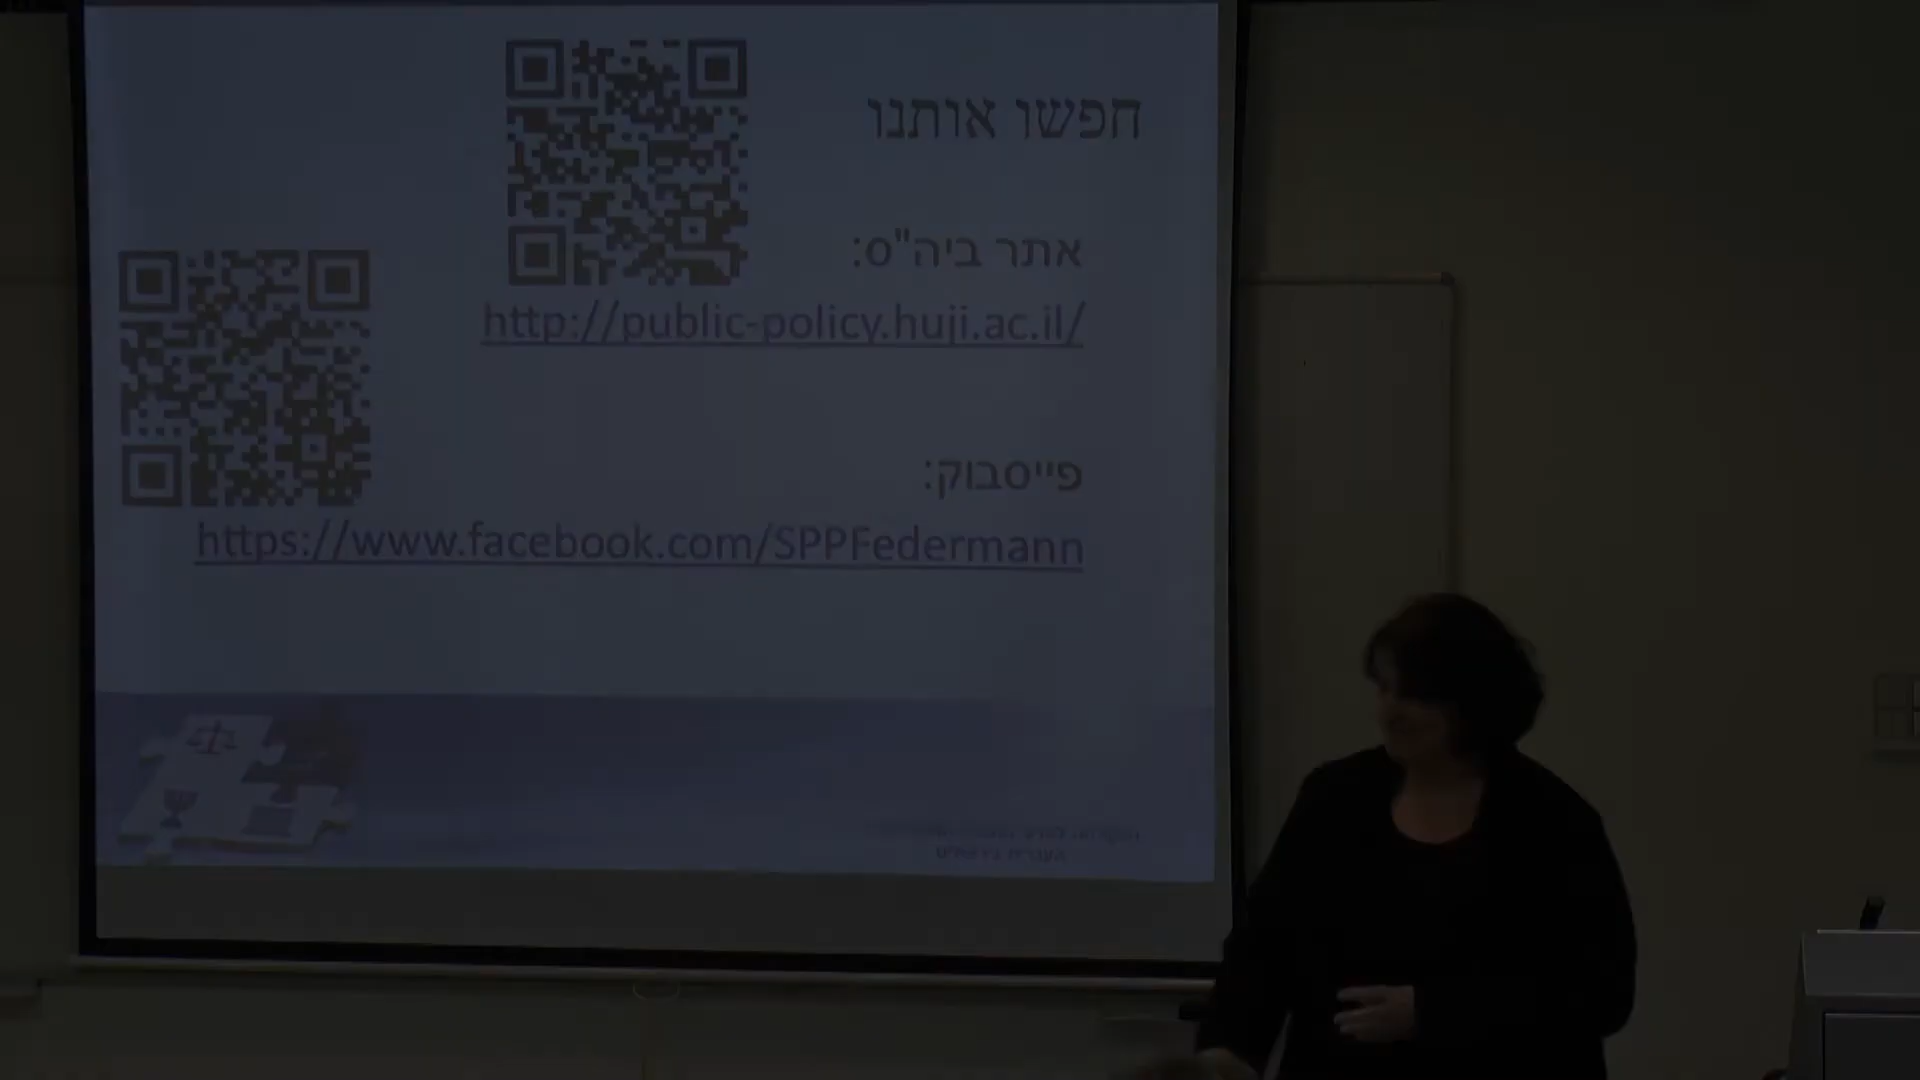 חפשו אותנו
אתר ביה"ס:
http://public-policy.huji.ac.il/
פייסבוק:
https://www.facebook.com/SPPFedermann